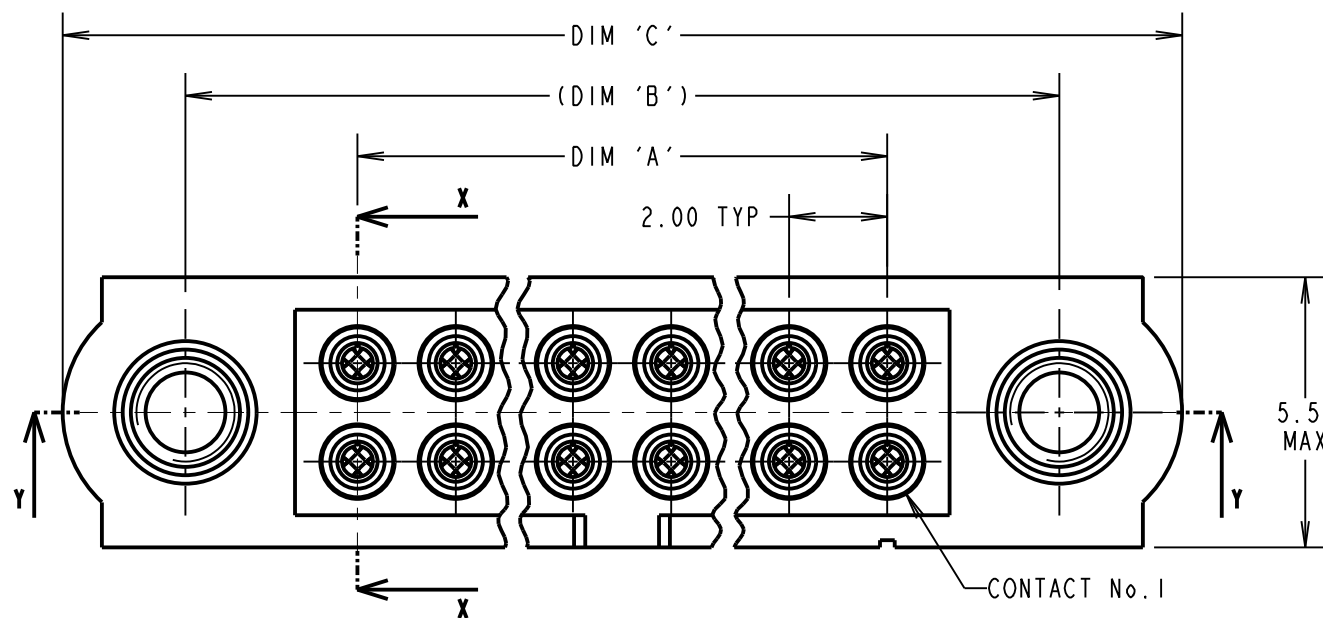 DIM 'C'
(DIM 'B')
DIM 'A'
X
2.00 TYP
5.5
MAX
Y
Y
CONTACT No.1
X